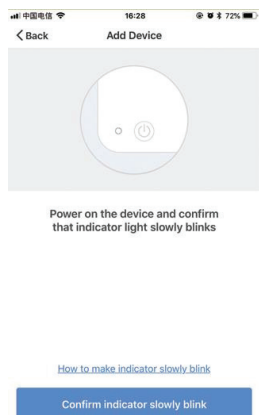 中国电信 16:28 72%
Back Add Device
Power on the device and confirm
that indicator light slowly blinks
How to make indicator slowly blink
Confirm indicator slowly blink